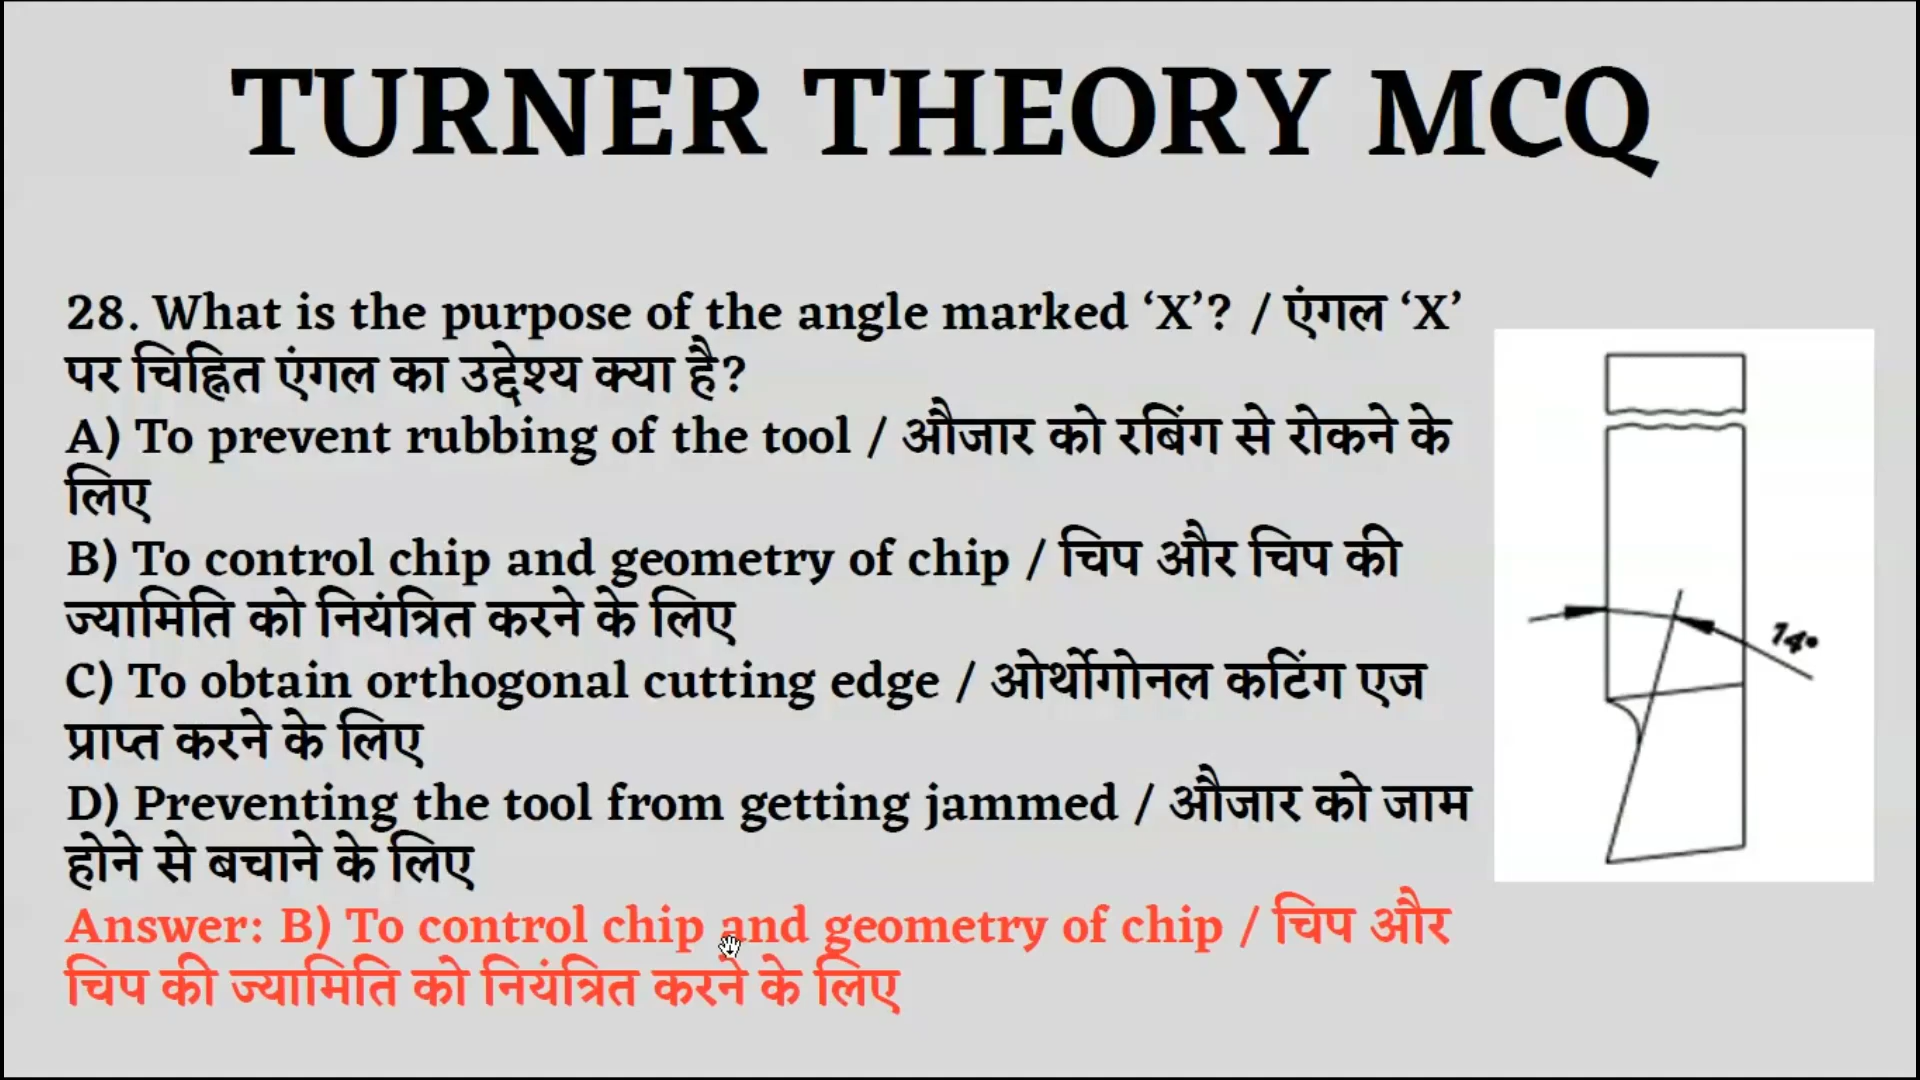 TURNER THEORY MCQ
28. What is the purpose of the angle marked ‘X’? / एंगल ‘X’
पर चिह्नित एंगल का उद्देश्य क्या है?
A) To prevent rubbing of the tool / औजार को रबिंग से रोकने के
लिए
B) To control chip and geometry of chip / चिप और चिप की
ज्यामिति को नियंत्रित करने के लिए
C) To obtain orthogonal cutting edge / ओर्थोगोनल कटिंग एज
प्राप्त करने के लिए
D) Preventing the tool from getting jammed / औजार को जाम
होने से बचाने के लिए
Answer: B) To control chip and geometry of chip / चिप और
चिप की ज्यामिति को नियंत्रित करने के लिए
14°